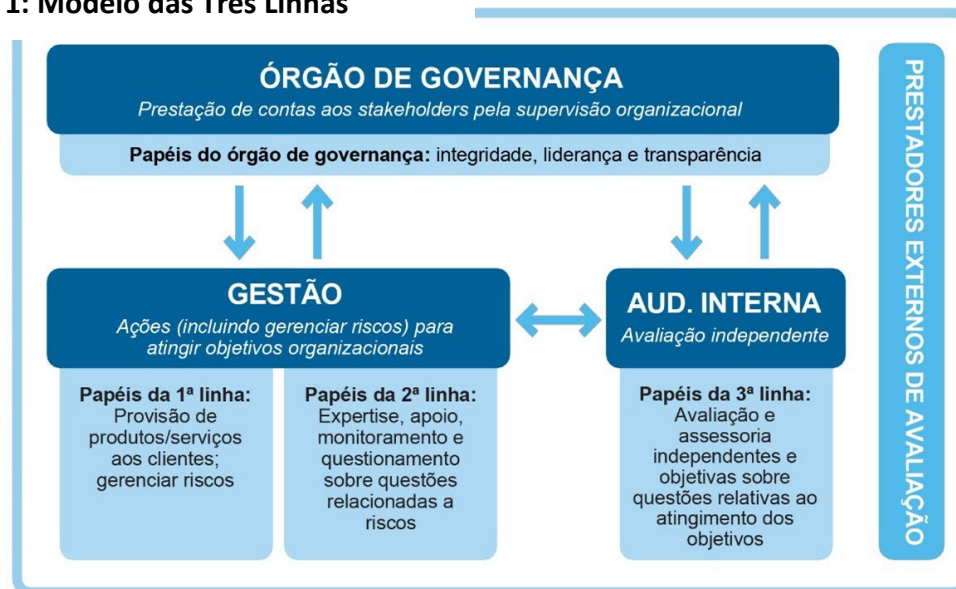 1: Modelo das Três Linhas
ÓRGÃO DE GOVERNANÇA
Prestação de contas aos stakeholders pela supervisão organizacional
Papéis do órgão de governança: integridade, liderança e transparência
GESTÃO
Ações (incluindo gerenciar riscos) para
atingir objetivos organizacionais
Papéis da 1ª linha:
Provisão de
produtos/serviços
aos clientes;
gerenciar riscos
Papéis da 2ª linha:
Expertise, apoio,
monitoramento e
questionamento
sobre questões
relacionadas a
riscos
AUD. INTERNA
Avaliação independente
Papéis da 3ª linha:
Avaliação e
assessoria
independentes e
objetivas sobre
questões relativas ao
atingimento dos
objetivos
PRESTADORES EXTERNOS DE AVALIAÇÃO